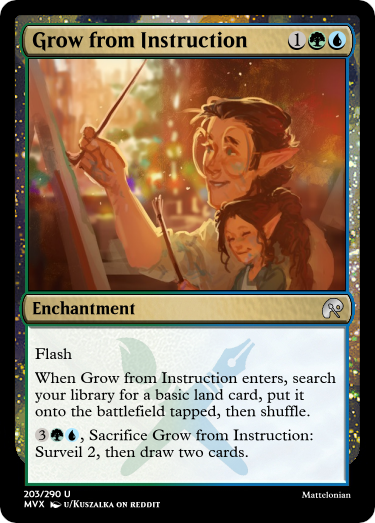 Grow from Instruction 1
Enchantment
Flash
When Grow from Instruction enters, search
your library for a basic land card, put it
onto the battlefield tapped, then shuffle.
3, Sacrifice Grow from Instruction:
Surveil 2, then draw two cards.
203/290 U
MVX u/Kuszalka on reddit
Mattelonian